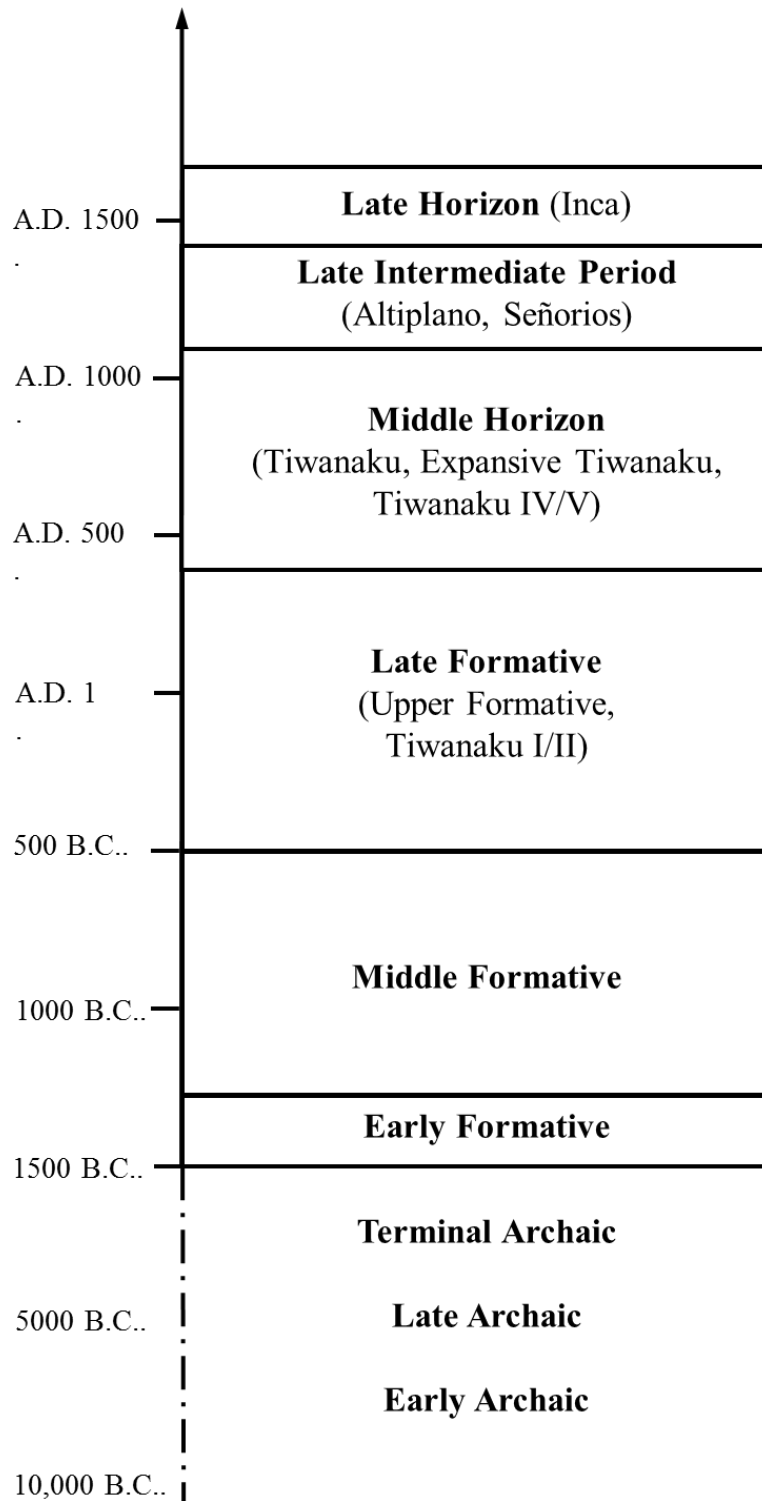 A.D. 1500
.
Late Horizon (Inca)
Late Intermediate Period
(Altiplano, Señorios)
A.D. 1000
.
Middle Horizon
(Tiwanaku, Expansive Tiwanaku,
Tiwanaku IV/V)
A.D. 500
.
Late Formative
(Upper Formative,
Tiwanaku I/II)
A.D. 1
.
500 B.C..
Middle Formative
1000 B.C..
Early Formative
1500 B.C..
Terminal Archaic
Late Archaic
5000 B.C..
Early Archaic
10,000 B.C..